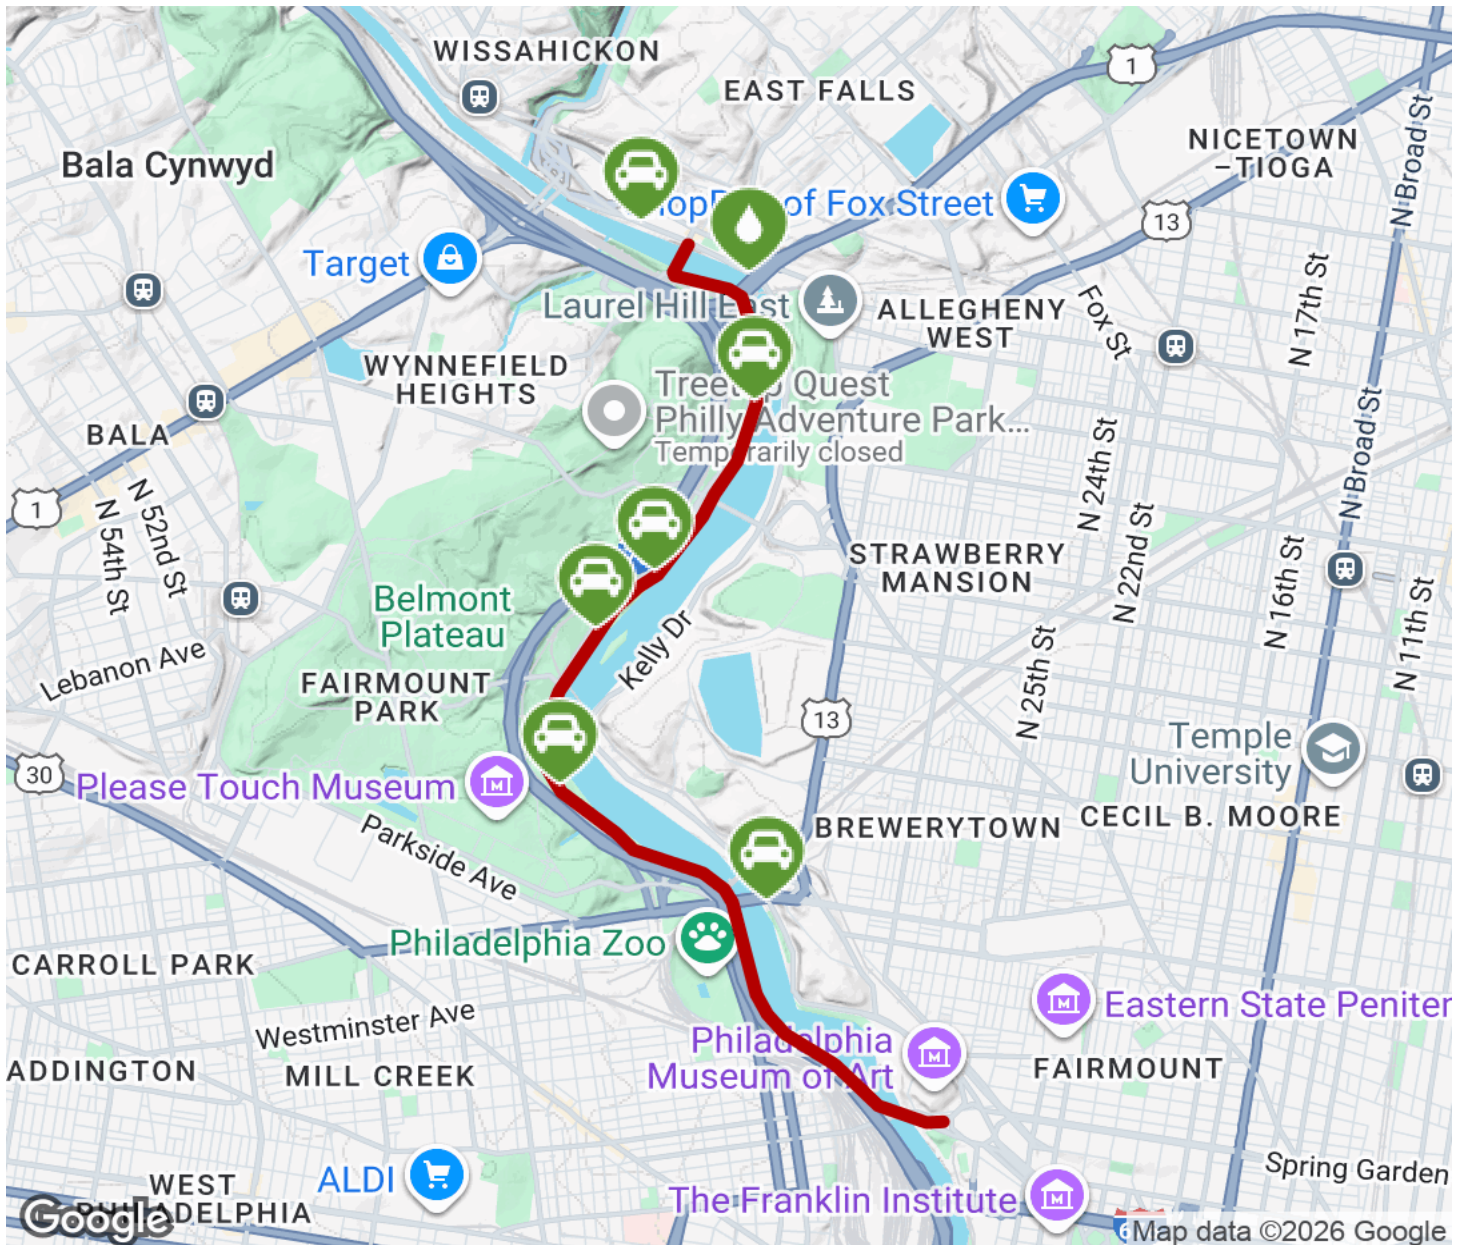 WISSAHICKON
EAST FALLS
1
NICETOWN
–TIOGA
N Broad St
Bala Cynwyd
of Fox Street
13
Target
Laurel Hill East
ALLEGHENY
WEST
Fox St
N 17th St
WYNNEFIELD
HEIGHTS
Quest
Philly Adventure Park...
Temporarily closed
BALA
N Broad St
1
N 54th St
N 52nd St
N 24th St
N 22nd St
STRAWBERRY
MANSION
N 16th St
N 11th St
Belmont
Plateau
Kelly Dr
Lebanon Ave
FAIRMOUNT
PARK
N 25th St
13
Temple
University
30
Please Touch Museum
Parkside Ave
BREWERYTOWN
CECIL B. MOORE
Philadelphia Zoo
CARROLL PARK
Eastern State Peniten
Westminster Ave
Philadelphia
Museum of Art
FAIRMOUNT
ADDINGTON
MILL CREEK
Spring Garden
WEST
PHILADELPHIA
ALDI
The Franklin Institute
Google
Map data ©2026 Google